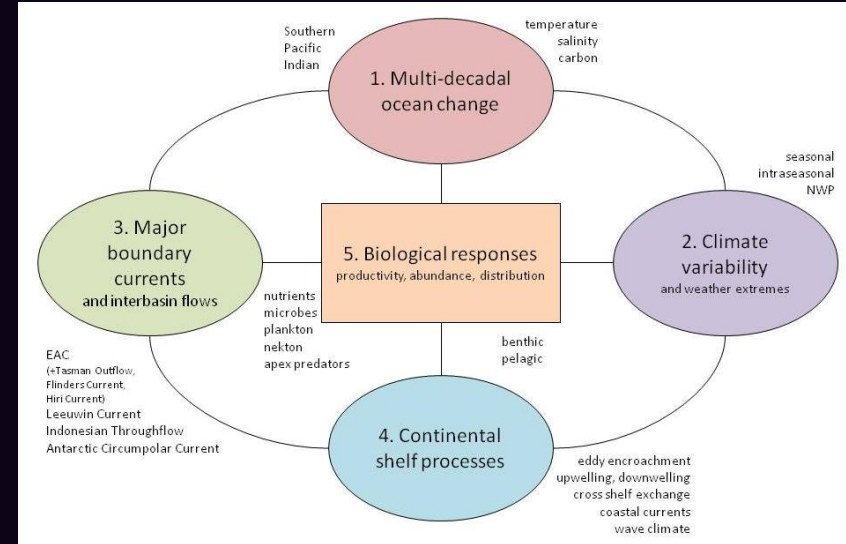 Southern
Pacific
Indian
temperature
salinity
carbon
1. Multi-decadal
ocean change
seasonal
intraseasonal
NWP
3. Major
boundary
currents
and interbasin flows
5. Biological responses
productivity, abundance, distribution
2. Climate
variability
and weather extremes
nutrients
microbes
plankton
nekton
apex predators
benthic
pelagic
EAC
(+Tasman Outflow,
Flinders Current,
Hiri Current)
Leeuwin Current
Indonesian Throughflow
Antarctic Circumpolar Current
4. Continental
shelf processes
eddy encroachment
upwelling, downwelling
cross shelf exchange
coastal currents
wave climate